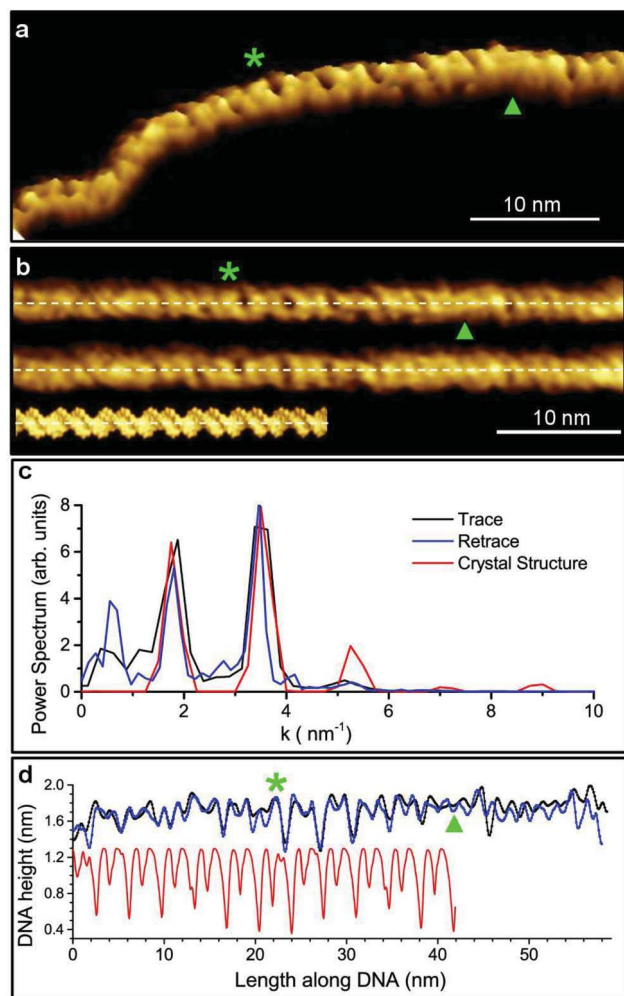 a
*
10 nm
b
*
10 nm
c
Power Spectrum (arb. units)
8
6
4
2
0
Trace
Retrace
Crystal Structure
0 2 4 6 8 10
k ( nm⁻¹)
d
*
DNA height (nm)
2.0
1.6
1.2
0.8
0.4
0 10 20 30 40 50
Length along DNA (nm)